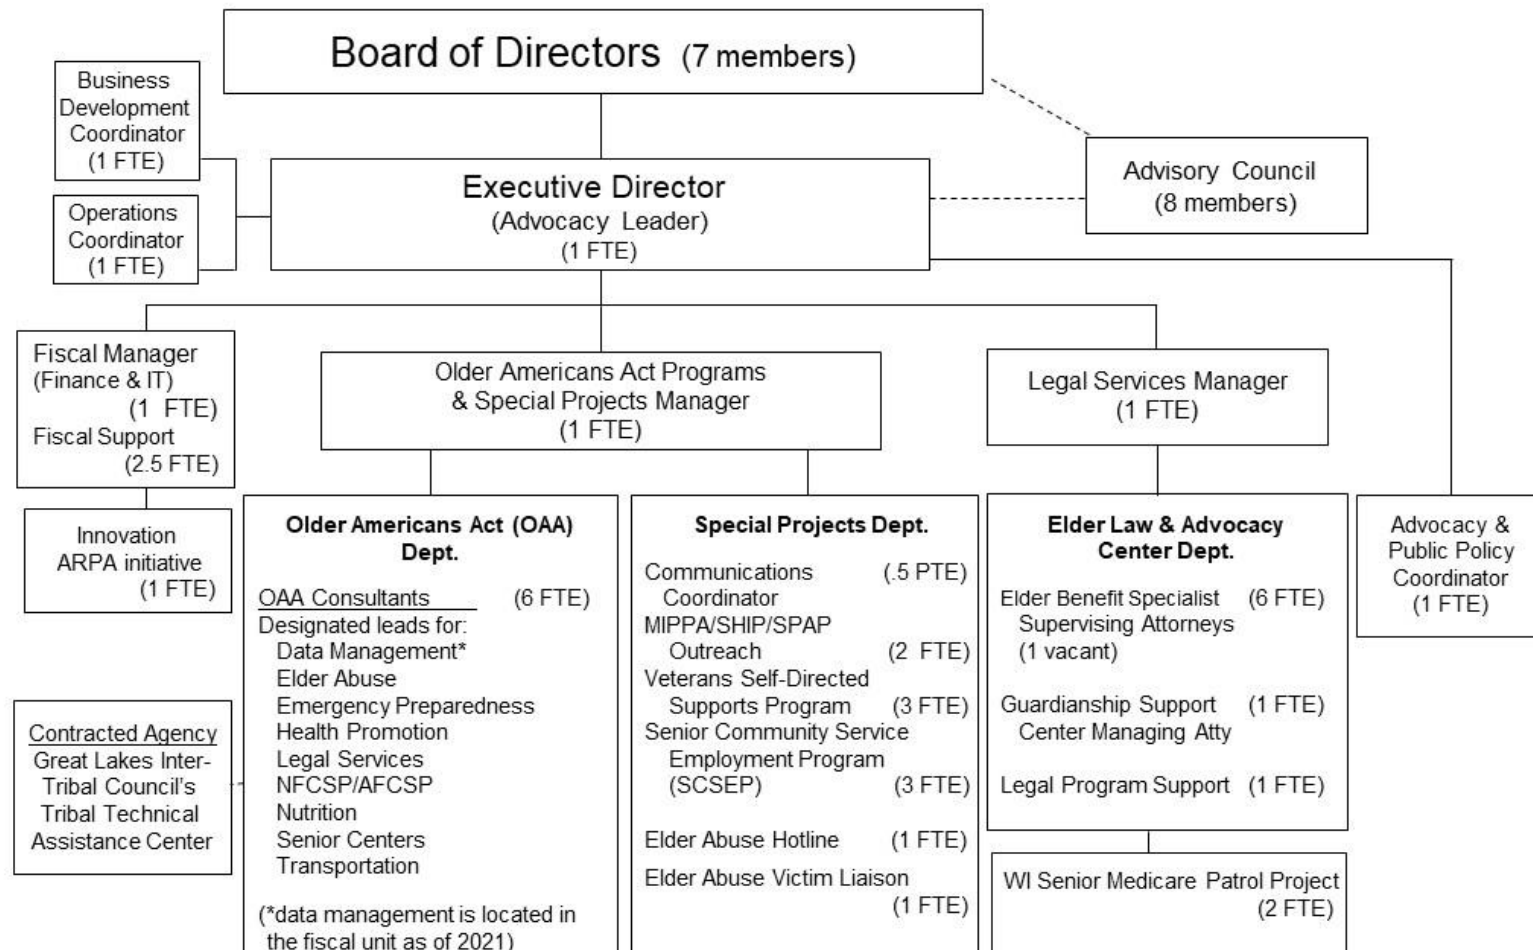 Board of Directors (7 members)
Business
Development
Coordinator
(1 FTE)
Operations
Coordinator
(1 FTE)
Executive Director
(Advocacy Leader)
(1 FTE)
Advisory Council
(8 members)
Fiscal Manager
(Finance & IT)
(1 FTE)
Fiscal Support
(2.5 FTE)
Older Americans Act Programs
& Special Projects Manager
(1 FTE)
Legal Services Manager
(1 FTE)
Innovation
ARPA initiative
(1 FTE)
Contracted Agency
Great Lakes Inter-
Tribal Council's
Tribal Technical
Assistance Center
Older Americans Act (OAA)
Dept.
OAA Consultants (6 FTE)
Designated leads for:
Data Management*
Elder Abuse
Emergency Preparedness
Health Promotion
Legal Services
NFCSP/AFCSP
Nutrition
Senior Centers
Transportation
(*data management is located in
the fiscal unit as of 2021)
Special Projects Dept.
Communications (.5 PTE)
Coordinator
MIPPA/SHIP/SPAP
Outreach (2 FTE)
Veterans Self-Directed
Supports Program (3 FTE)
Senior Community Service
Employment Program
(SCSEP) (3 FTE)
Elder Abuse Hotline (1 FTE)
Elder Abuse Victim Liaison
(1 FTE)
Elder Law & Advocacy
Center Dept.
Elder Benefit Specialist (6 FTE)
Supervising Attorneys
(1 vacant)
Guardianship Support (1 FTE)
Center Managing Atty
Legal Program Support (1 FTE)
WI Senior Medicare Patrol Project
(2 FTE)
Advocacy &
Public Policy
Coordinator
(1 FTE)